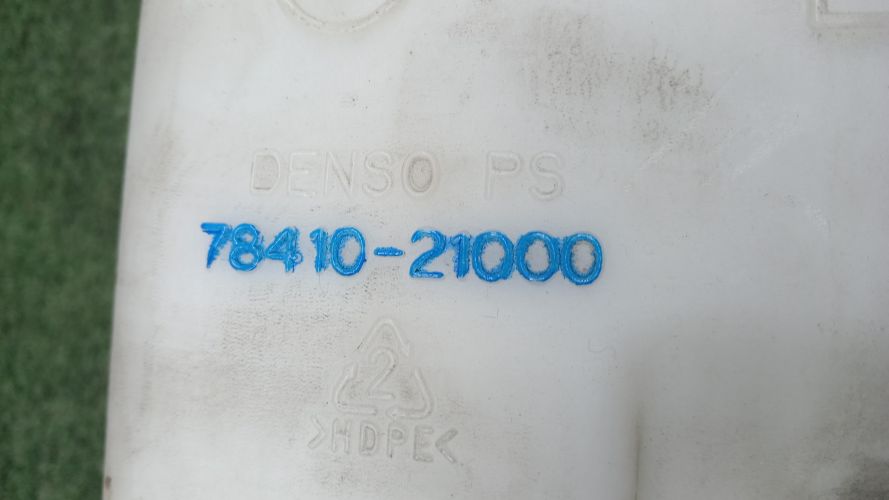 DENSO PS
78410-21000
2
>HDPE<